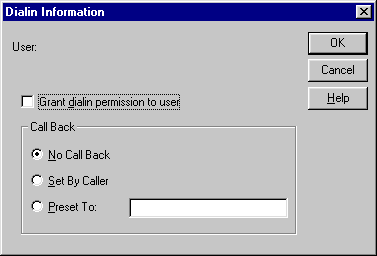 Dialin Information
User:
OK
Cancel
Help
Grant dialin permission to user
Call Back
No Call Back
Set By Caller
Preset To: